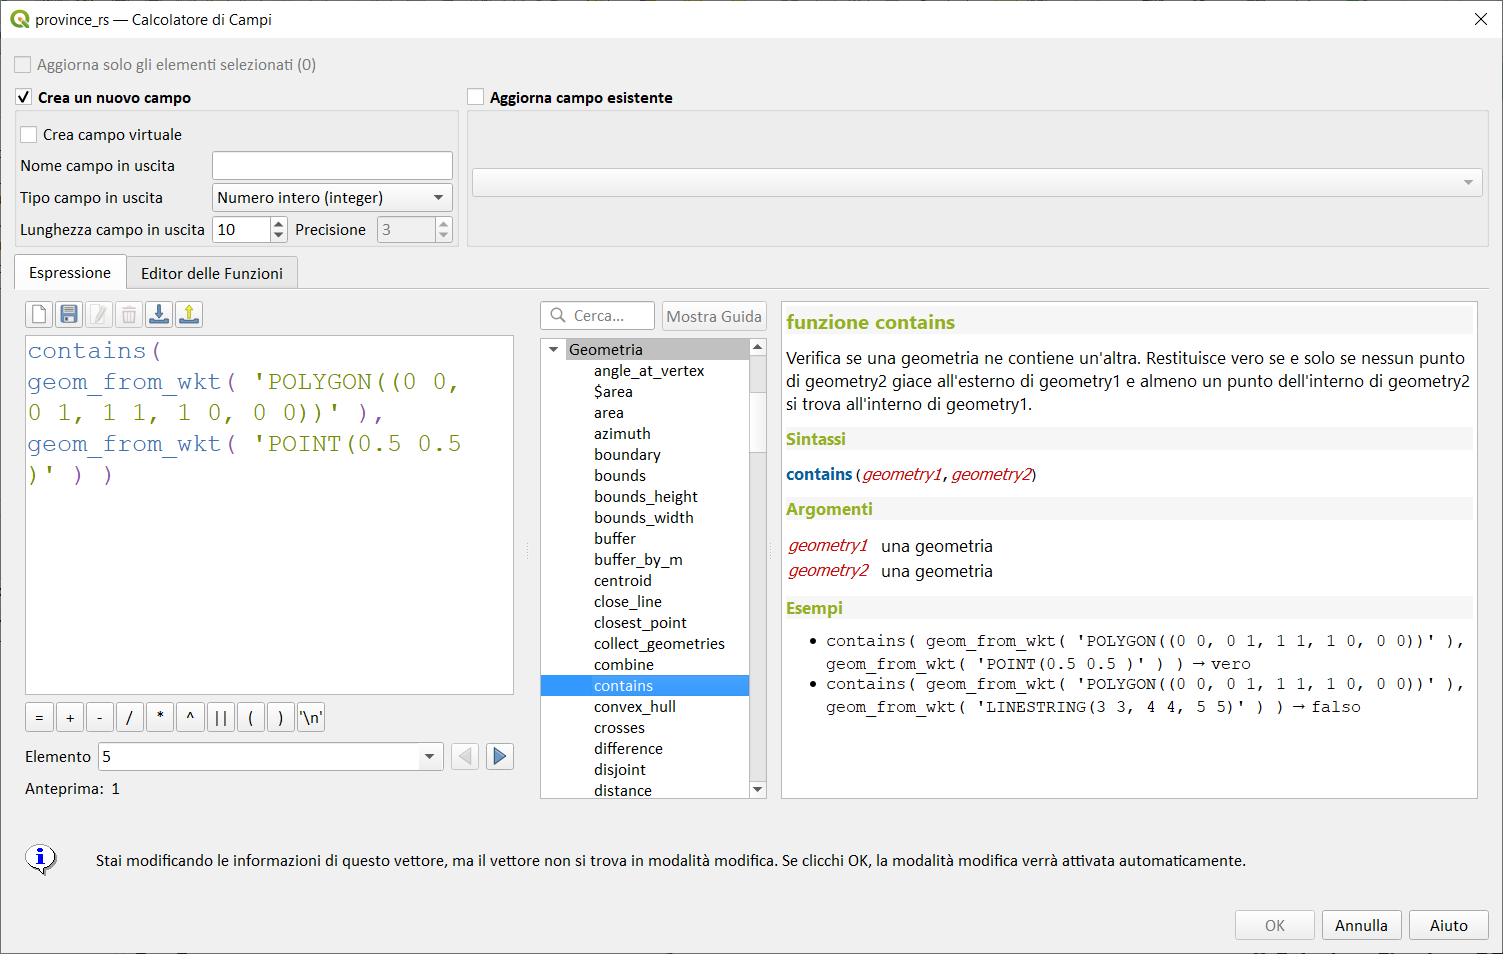 province_rs — Calcolatore di Campi
Aggiorna solo gli elementi selezionati (0)
Crea un nuovo campo
Aggiorna campo esistente
Crea campo virtuale
Nome campo in uscita
Tipo campo in uscita
Numero intero (integer)
Lunghezza campo in uscita
10
Precisione
3
Espressione
Editor delle Funzioni
contains(
geom_from_wkt( 'POLYGON((0 0,
0 1, 1 1, 1 0, 0 0))' ),
geom_from_wkt( 'POINT(0.5 0.5
)' ) )
=
+
-
/
*
^
||
(
)
'\n'
Elemento
5
Anteprima: 1
Cerca...
Mostra Guida
Geometria
angle_at_vertex
$area
area
azimuth
boundary
bounds
bounds_height
bounds_width
buffer
buffer_by_m
centroid
close_line
closest_point
collect_geometries
combine
contains
convex_hull
crosses
difference
disjoint
distance
funzione contains
Verifica se una geometria ne contiene un'altra. Restituisce vero se e solo se nessun punto
di geometry2 giace all'esterno di geometry1 e almeno un punto dell'interno di geometry2
si trova all'interno di geometry1.
Sintassi
contains(geometry1,geometry2)
Argomenti
geometry1 una geometria
geometry2 una geometria
Esempi
• contains( geom_from_wkt( 'POLYGON((0 0, 0 1, 1 1, 1 0, 0 0))' ),
geom_from_wkt( 'POINT(0.5 0.5 )' ) ) → vero
• contains( geom_from_wkt( 'POLYGON((0 0, 0 1, 1 1, 1 0, 0 0))' ),
geom_from_wkt( 'LINESTRING(3 3, 4 4, 5 5)' ) ) → falso
Stai modificando le informazioni di questo vettore, ma il vettore non si trova in modalità modifica. Se clicchi OK, la modalità modifica verrà attivata automaticamente.
OK
Annulla
Aiuto